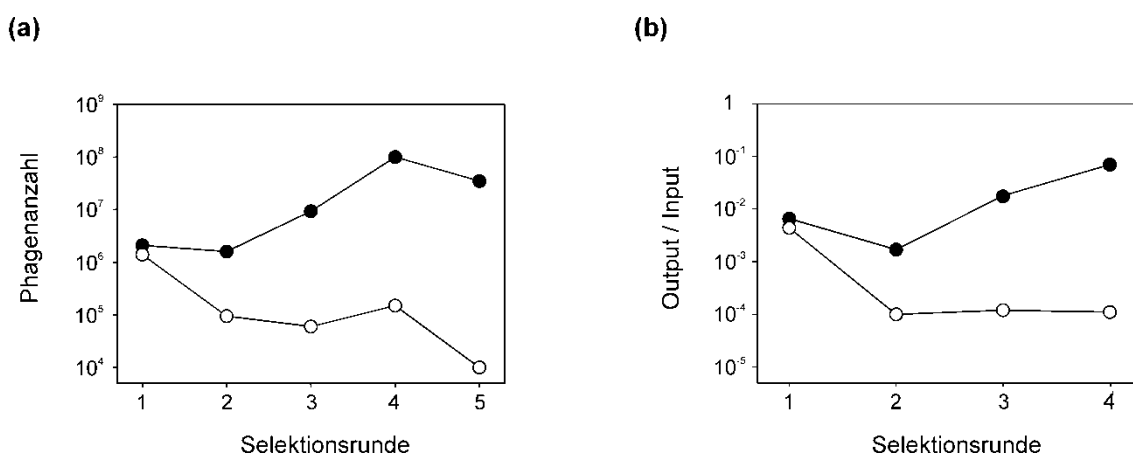 (a)
(b)
Phagenanzahl
10⁹
10⁸
10⁷
10⁶
10⁵
10⁴
1 2 3 4 5
Selektionsrunde
Output / Input
1
10⁻¹
10⁻²
10⁻³
10⁻⁴
10⁻⁵
1 2 3 4
Selektionsrunde